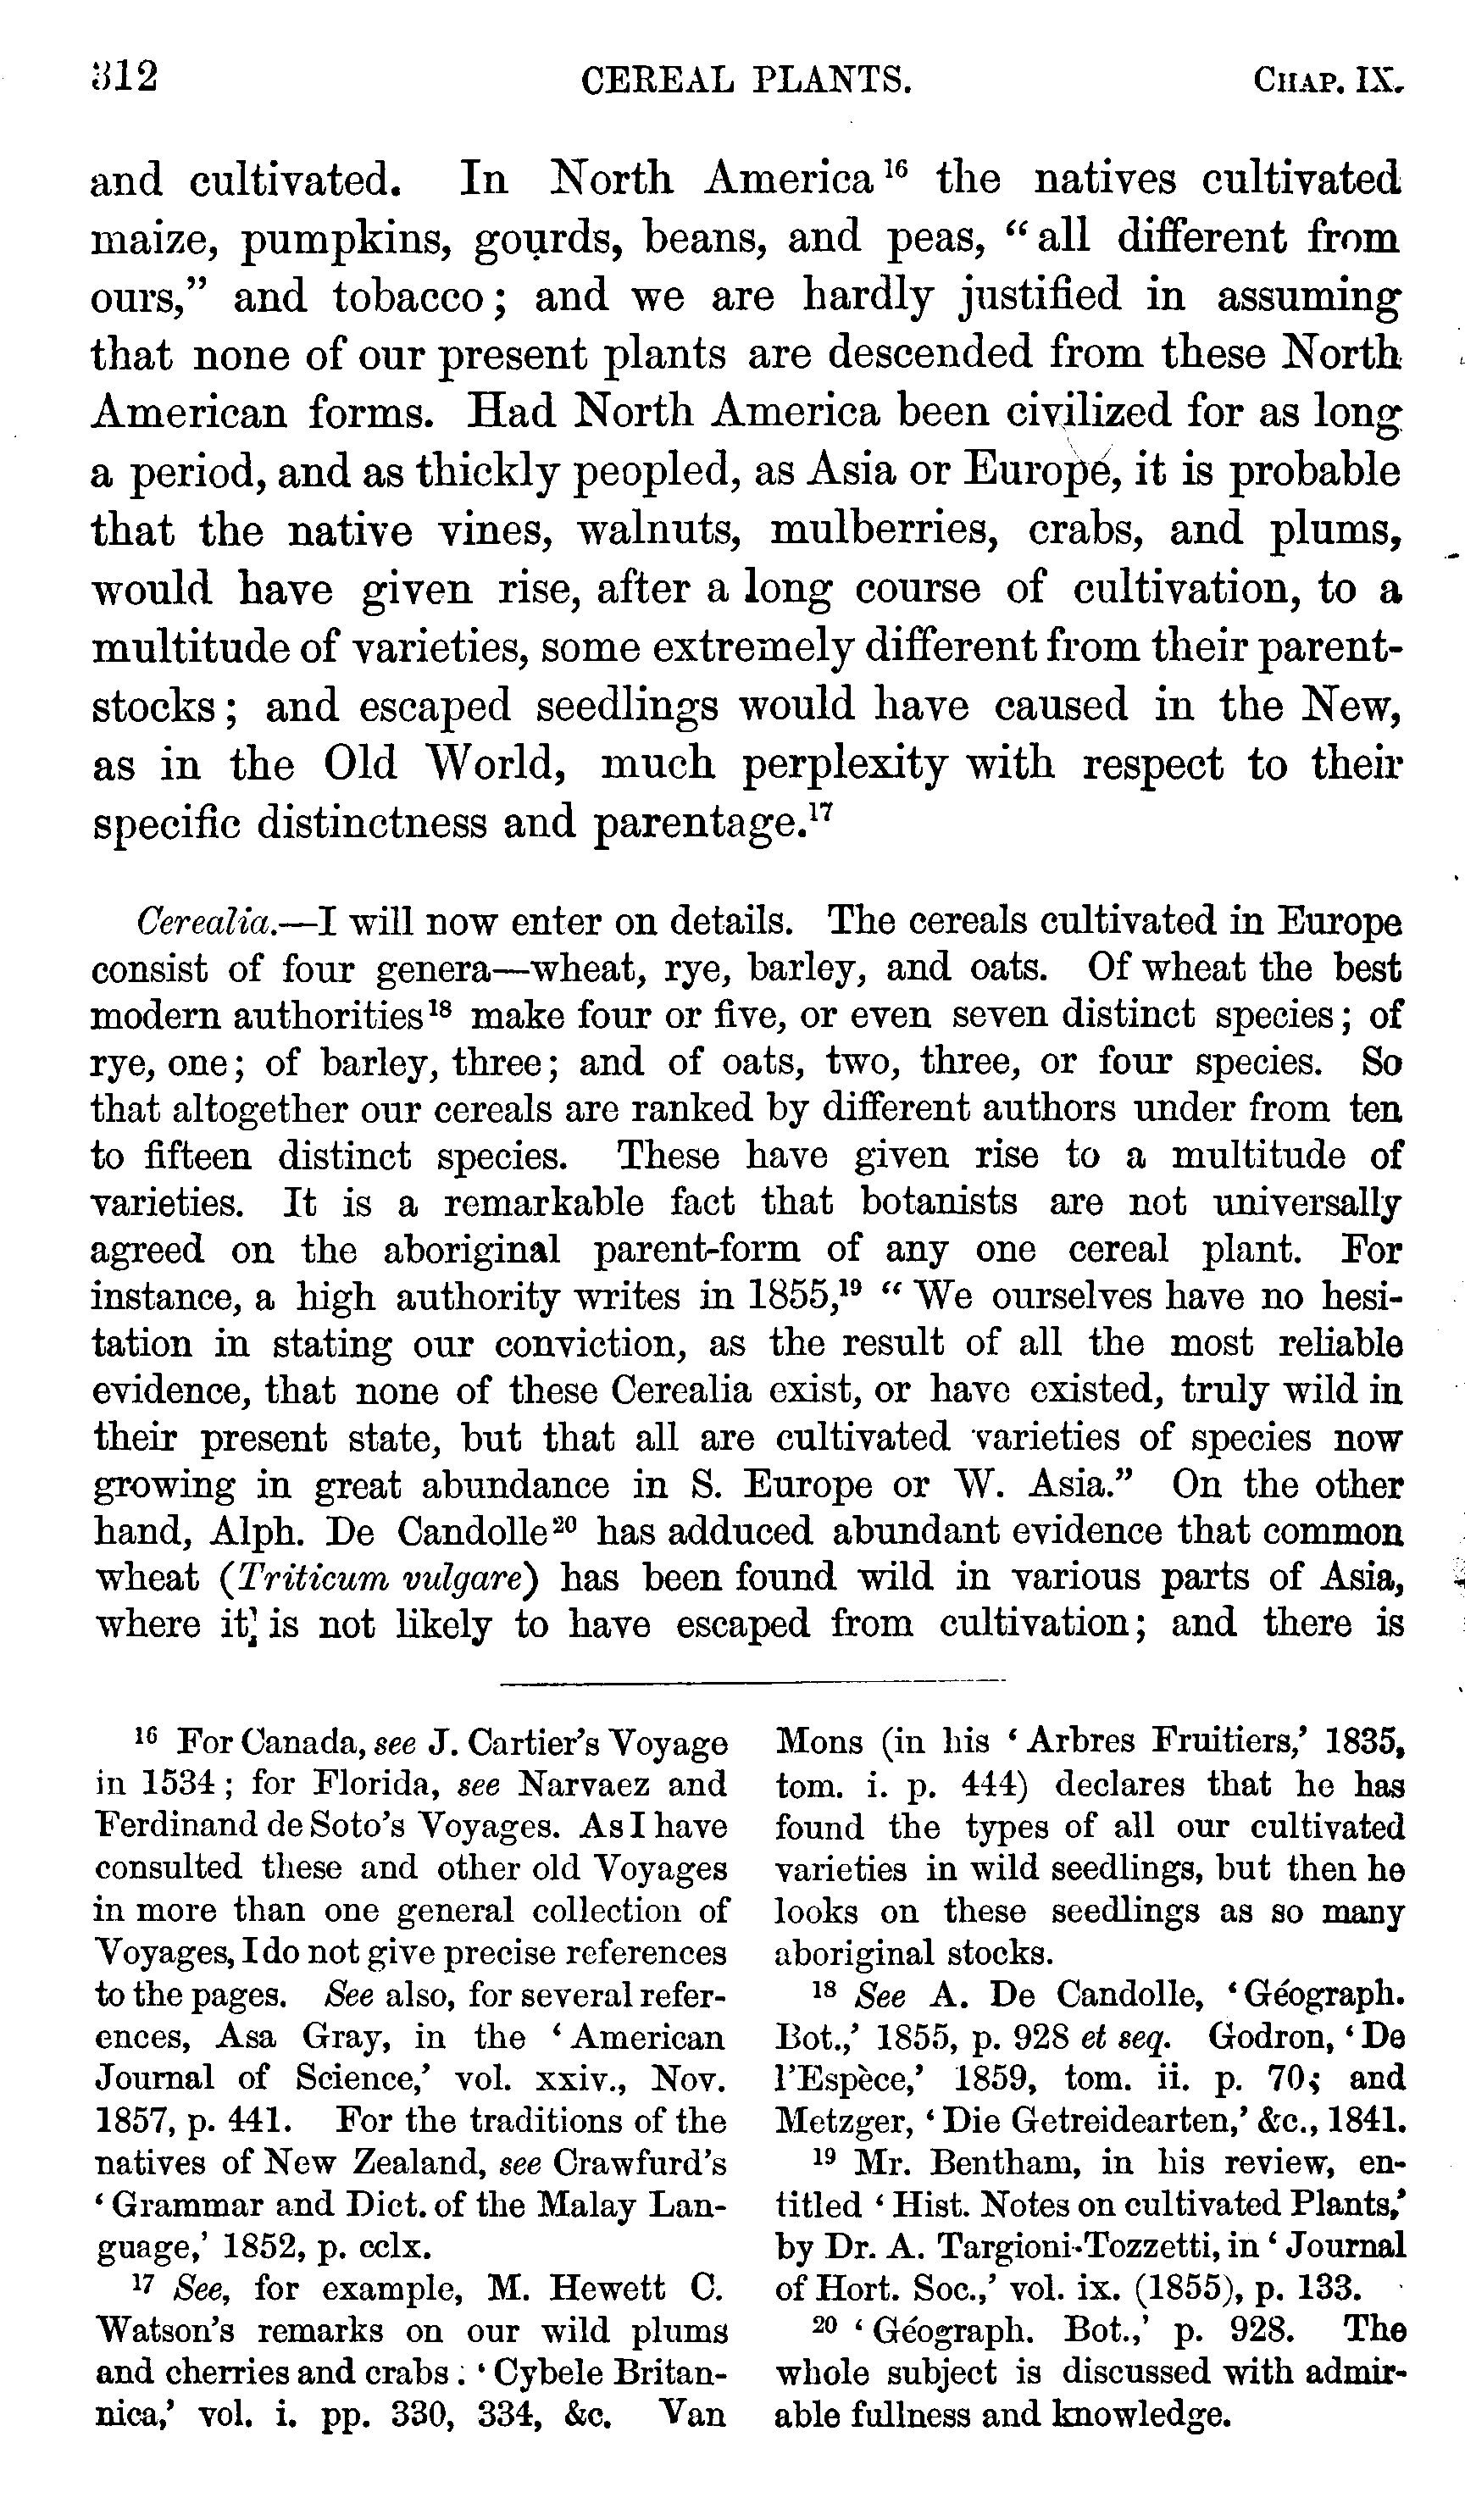 312 CEREAL PLANTS. CHAP. IX.
and cultivated. In North America 16 the natives cultivated
maize, pumpkins, gourds, beans, and peas, “all different from
ours,” and tobacco; and we are hardly justified in assuming
that none of our present plants are descended from these North
American forms. Had North America been civilized for as long
a period, and as thickly peopled, as Asia or Europe, it is probable
that the native vines, walnuts, mulberries, crabs, and plums,
would have given rise, after a long course of cultivation, to a
multitude of varieties, some extremely different from their parent-
stocks; and escaped seedlings would have caused in the New,
as in the Old World, much perplexity with respect to their
specific distinctness and parentage.17
Cerealia.—I will now enter on details. The cereals cultivated in Europe
consist of four genera—wheat, rye, barley, and oats. Of wheat the best
modern authorities18 make four or five, or even seven distinct species; of
rye, one; of barley, three; and of oats, two, three, or four species. So
that altogether our cereals are ranked by different authors under from ten
to fifteen distinct species. These have given rise to a multitude of
varieties. It is a remarkable fact that botanists are not universally
agreed on the aboriginal parent-form of any one cereal plant. For
instance, a high authority writes in 1855,19 “We ourselves have no hesi-
tation in stating our conviction, as the result of all the most reliable
evidence, that none of these Cerealia exist, or have existed, truly wild in
their present state, but that all are cultivated varieties of species now
growing in great abundance in S. Europe or W. Asia.” On the other
hand, Alph. De Candolle20 has adduced abundant evidence that common
wheat (Triticum vulgare) has been found wild in various parts of Asia,
where it is not likely to have escaped from cultivation; and there is
16 For Canada, see J. Cartier's Voyage
in 1534; for Florida, see Narvaez and
Ferdinand de Soto's Voyages. As I have
consulted these and other old Voyages
in more than one general collection of
Voyages, I do not give precise references
to the pages. See also, for several refer-
ences, Asa Gray, in the ‘American
Journal of Science,’ vol. xxiv., Nov.
1857, p. 441. For the traditions of the
natives of New Zealand, see Crawfurd's
‘Grammar and Dict. of the Malay Lan-
guage,’ 1852, p. cclx.
17 See, for example, M. Hewett C.
Watson's remarks on our wild plums
and cherries and crabs: ‘Cybele Britan-
nica,’ vol. i. pp. 330, 334, &c. Van
Mons (in his ‘Arbres Fruitiers,’ 1835,
tom. i. p. 444) declares that he has
found the types of all our cultivated
varieties in wild seedlings, but then he
looks on these seedlings as so many
aboriginal stocks.
18 See A. De Candolle, ‘Géograph.
Bot.,’ 1855, p. 928 et seq. Godron, ‘De
l'Espèce,’ 1859, tom. ii. p. 70; and
Metzger, ‘Die Getreidearten,’ &c., 1841.
19 Mr. Bentham, in his review, en-
titled ‘Hist. Notes on cultivated Plants,’
by Dr. A. Targioni-Tozzetti, in ‘Journal
of Hort. Soc.,’ vol. ix. (1855), p. 133.
20 ‘Géograph. Bot.,’ p. 928. The
whole subject is discussed with admir-
able fullness and knowledge.